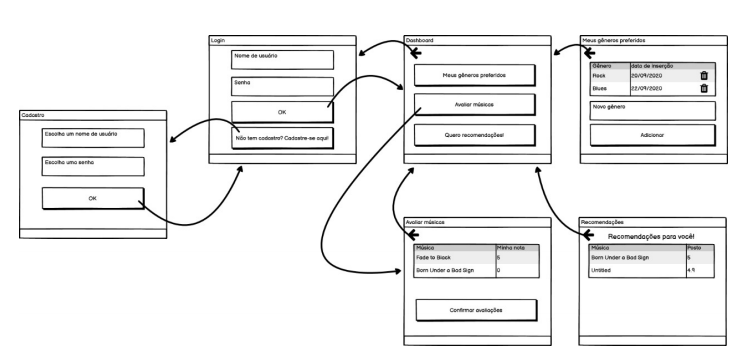 Login
Nome de usuário
Senha
OK
Não tem cadastro? Cadastre-se aqui!
Dashboard
Meus gêneros preferidos
Avaliar músicas
Quero recomendações!
Meus gêneros preferidos
Gênero data de inserção
Rock 20/09/2020
Blues 22/09/2020
Novo gênero
Adicionar
Cadastro
Escolha um nome de usuário
Escolha uma senha
OK
Avaliar músicas
Música Minha nota
Fade to Black 5
Born Under a Bad Sign 0
Confirmar avaliações
Recomendações
Recomendações para você!
Música Posto
Born Under a Bad Sign 5
Untitled 4.9